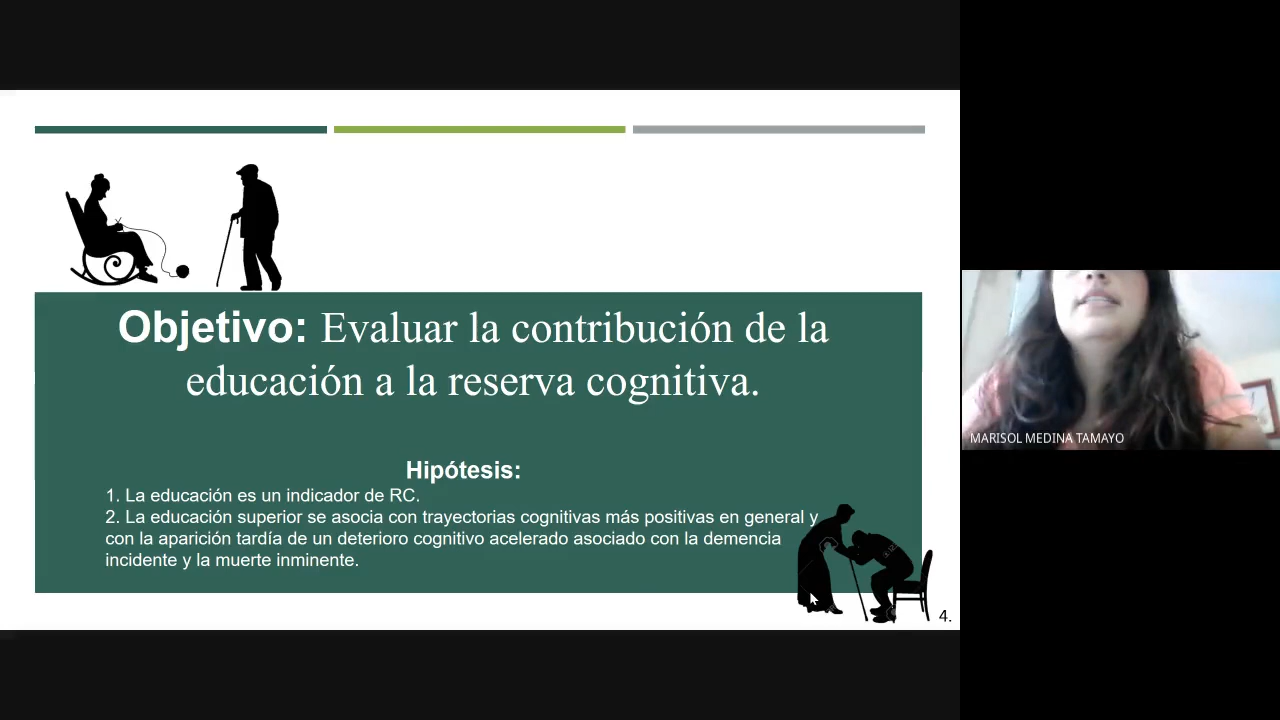 Objetivo: Evaluar la contribución de la
educación a la reserva cognitiva.
Hipótesis:
1. La educación es un indicador de RC.
2. La educación superior se asocia con trayectorias cognitivas más positivas en general y
con la aparición tardía de un deterioro cognitivo acelerado asociado con la demencia
incidente y la muerte inminente.
4.
MARISOL MEDINA TAMAYO